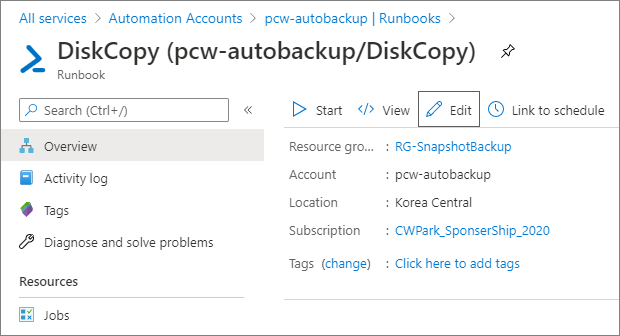 All services > Automation Accounts > pcw-autobackup | Runbooks >
DiskCopy (pcw-autobackup/DiskCopy)
Runbook
Search (Ctrl+/) «
Start </> View Edit Link to schedule
Overview
Activity log
Tags
Diagnose and solve problems
Resources
Jobs
Resource gro... : RG-SnapshotBackup
Account : pcw-autobackup
Location : Korea Central
Subscription : CWPark_SponserShip_2020
Tags (change) : Click here to add tags